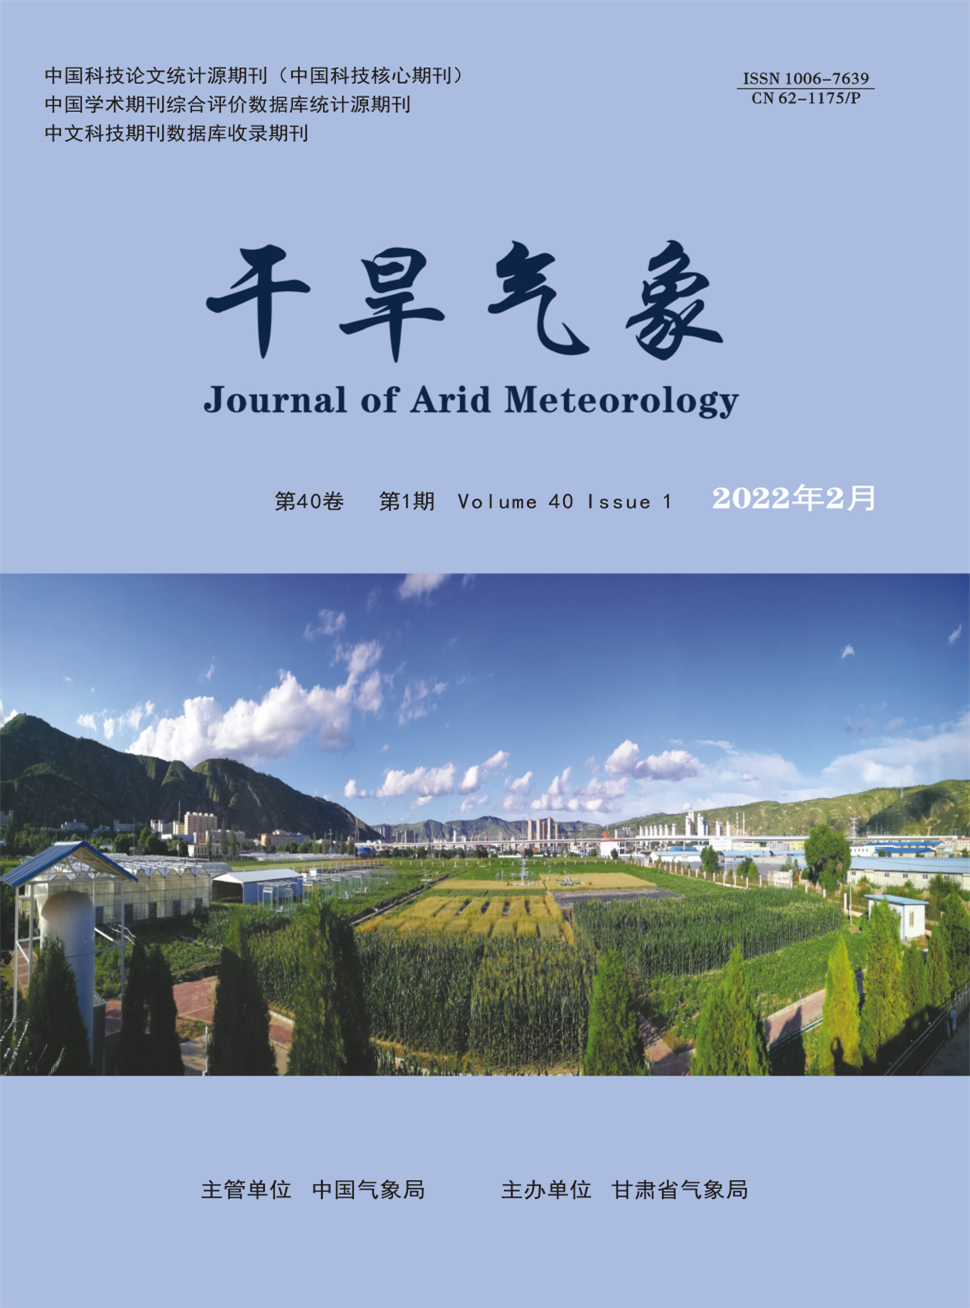 中国科技论文统计源期刊（中国科技核心期刊）
中国学术期刊综合评价数据库统计源期刊
中文科技期刊数据库收录期刊
ISSN 1006-7639
CN 62-1175/P
干旱气象
Journal of Arid Meteorology
第40卷 第1期 Volume 40 Issue 1 2022年2月
主管单位 中国气象局 主办单位 甘肃省气象局